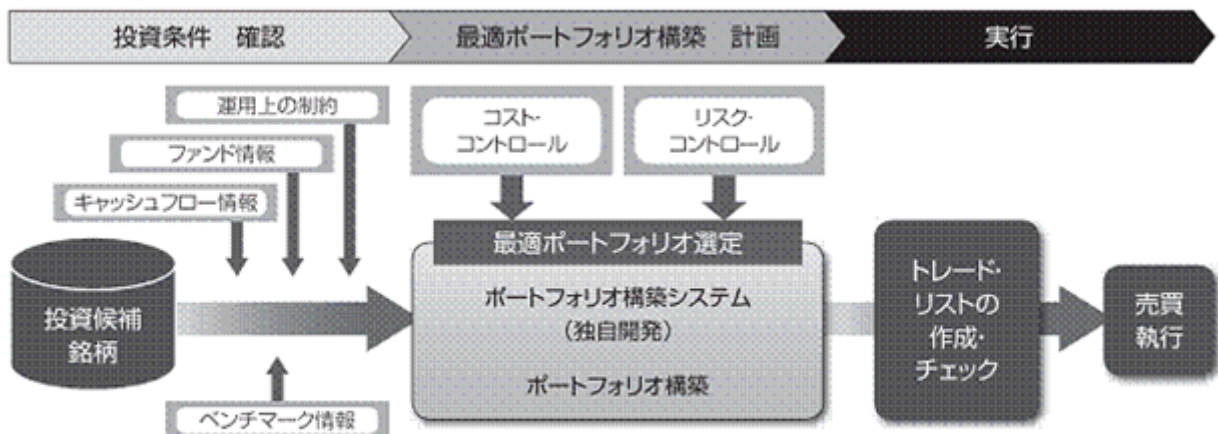 投資条件 確認
最適ポートフォリオ構築 計画
実行
運用上の制約
ファンド情報
キャッシュフロー情報
コスト・
コントロール
リスク・
コントロール
投資候補
銘柄
ベンチマーク情報
最適ポートフォリオ選定
ポートフォリオ構築システム
（独自開発）
ポートフォリオ構築
トレード・
リストの
作成・
チェック
売買
執行